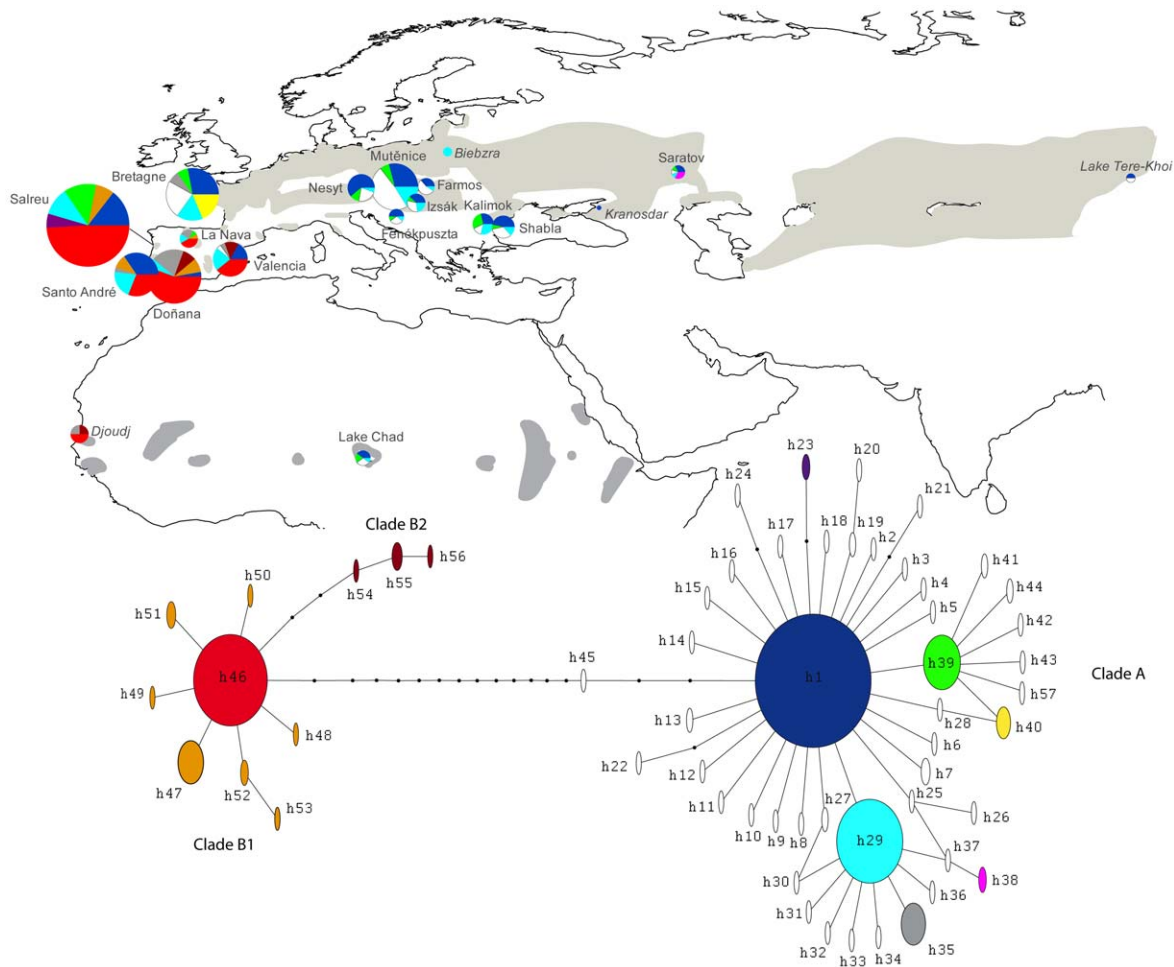 Mutěnice
Biebzra
Saratov
Bretagne
Nesyt
Farmos
Lake Tere-Khoi
Salreu
Izsák
Kalimok
Kranosdar
La Nava
Fenékpuszta
Shabla
Valencia
Santo André
Doñana
Djoudj
Lake Chad
h23
h20
h24
h21
Clade B2
h17
h18
h19
h2
h56
h55
h54
h16
h3
h41
h50
h4
h44
h51
h15
h5
h42
h14
h39
h43
h45
h46
h1
Clade A
h57
h49
h28
h40
h13
h48
h6
h22
h12
h7
h47
h52
h25
h11
h27
h26
h53
h10
h9
h8
Clade B1
h29
h37
h30
h38
h36
h31
h35
h32
h33
h34